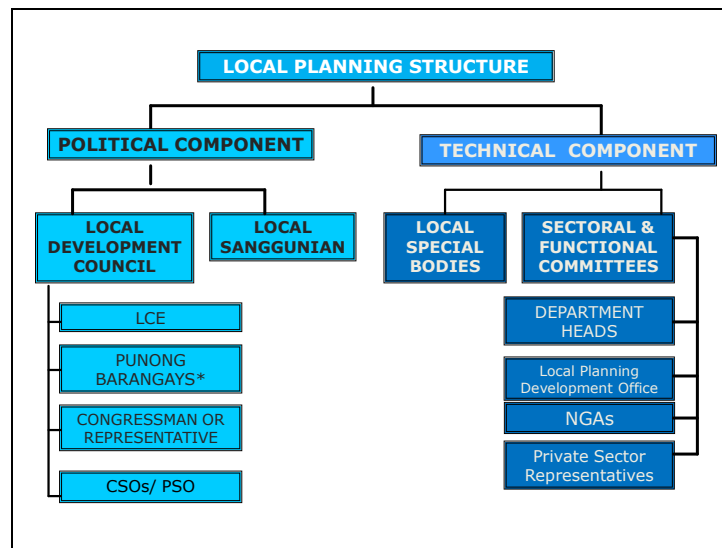 LOCAL PLANNING STRUCTURE
POLITICAL COMPONENT
TECHNICAL COMPONENT
LOCAL
DEVELOPMENT
COUNCIL
LOCAL
SANGGUNIAN
LOCAL
SPECIAL
BODIES
SECTORAL &
FUNCTIONAL
COMMITTEES
LCE
PUNONG
BARANGAYS*
CONGRESSMAN OR
REPRESENTATIVE
CSOs/ PSO
DEPARTMENT
HEADS
Local Planning
Development Office
NGAs
Private Sector
Representatives